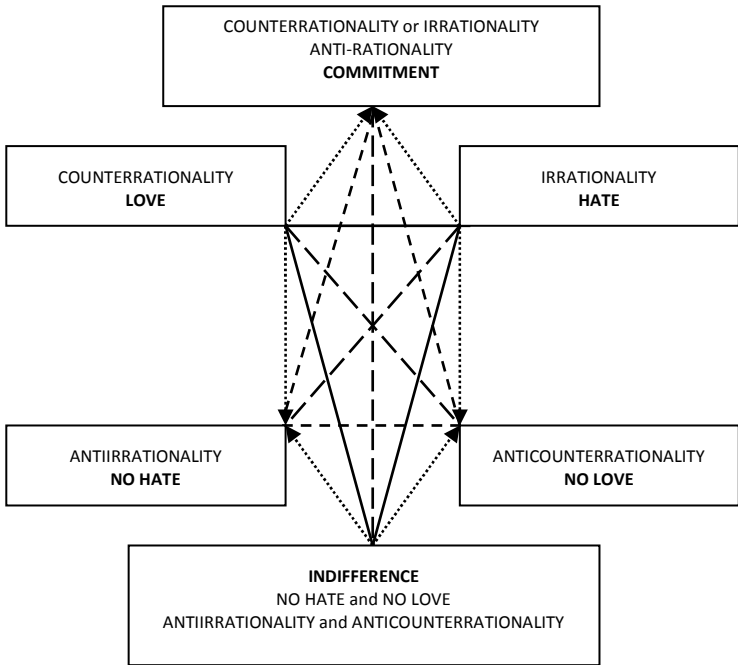 COUNTERRATIONALITY or IRRATIONALITY
ANTI-RATIONALITY
COMMITMENT
COUNTERRATIONALITY
LOVE
IRRATIONALITY
HATE
ANTIIRRATIONALITY
NO HATE
ANTICOUNTERRATIONALITY
NO LOVE
INDIFFERENCE
NO HATE and NO LOVE
ANTIIRRATIONALITY and ANTICOUNTERRATIONALITY